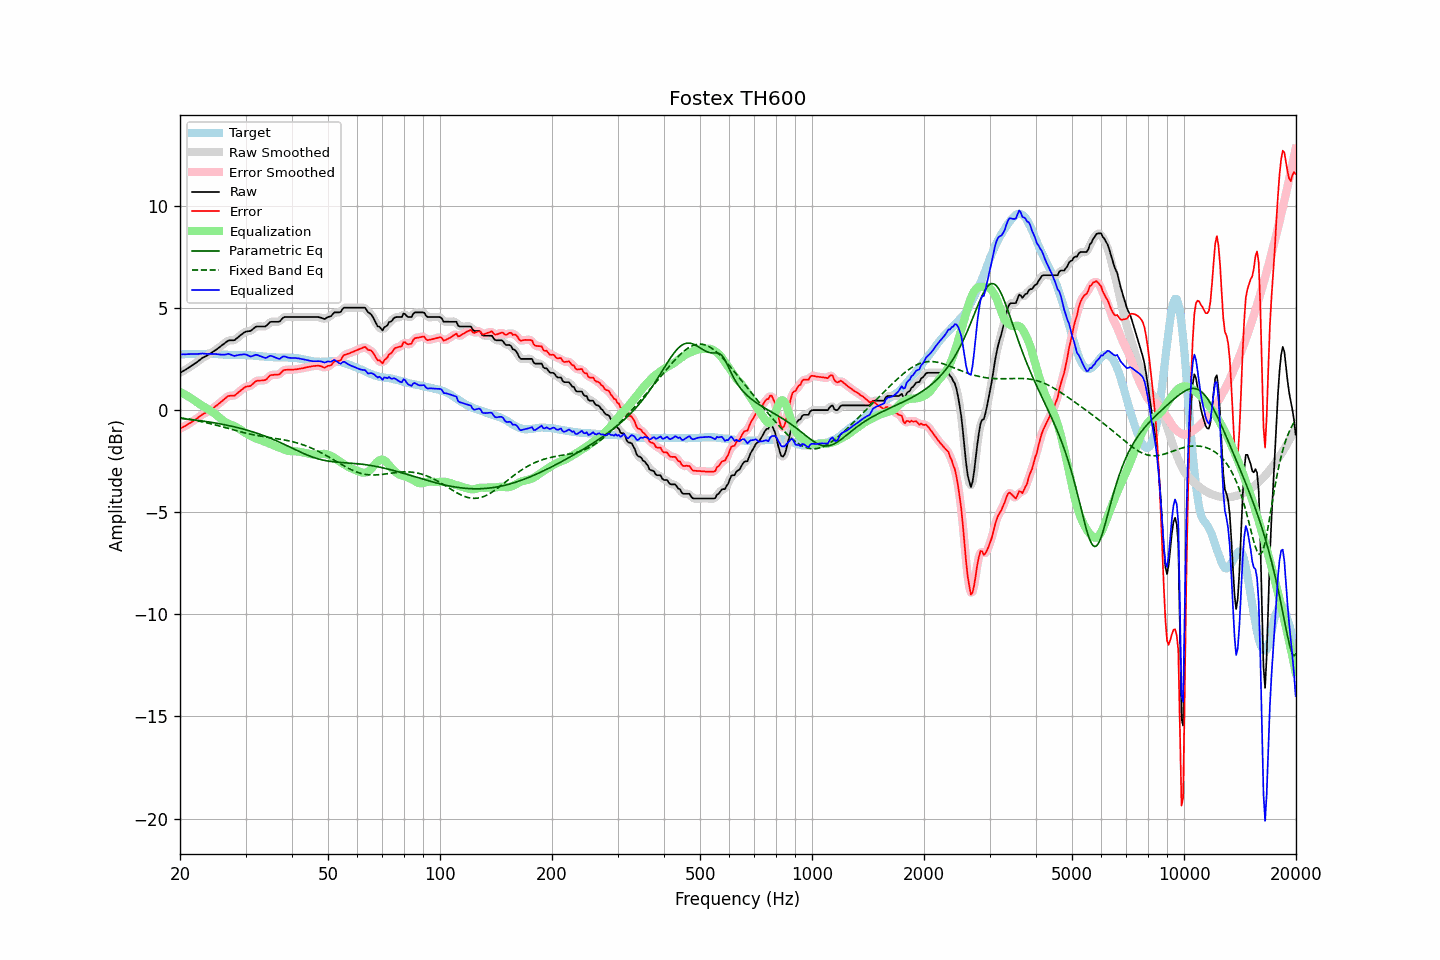 Fostex TH600
Target
Raw Smoothed
Error Smoothed
Raw
Error
Equalization
Parametric Eq
Fixed Band Eq
Equalized
10
5
0
−5
−10
−15
−20
Amplitude (dBr)
20
50
100
200
500
1000
2000
5000
10000
20000
Frequency (Hz)